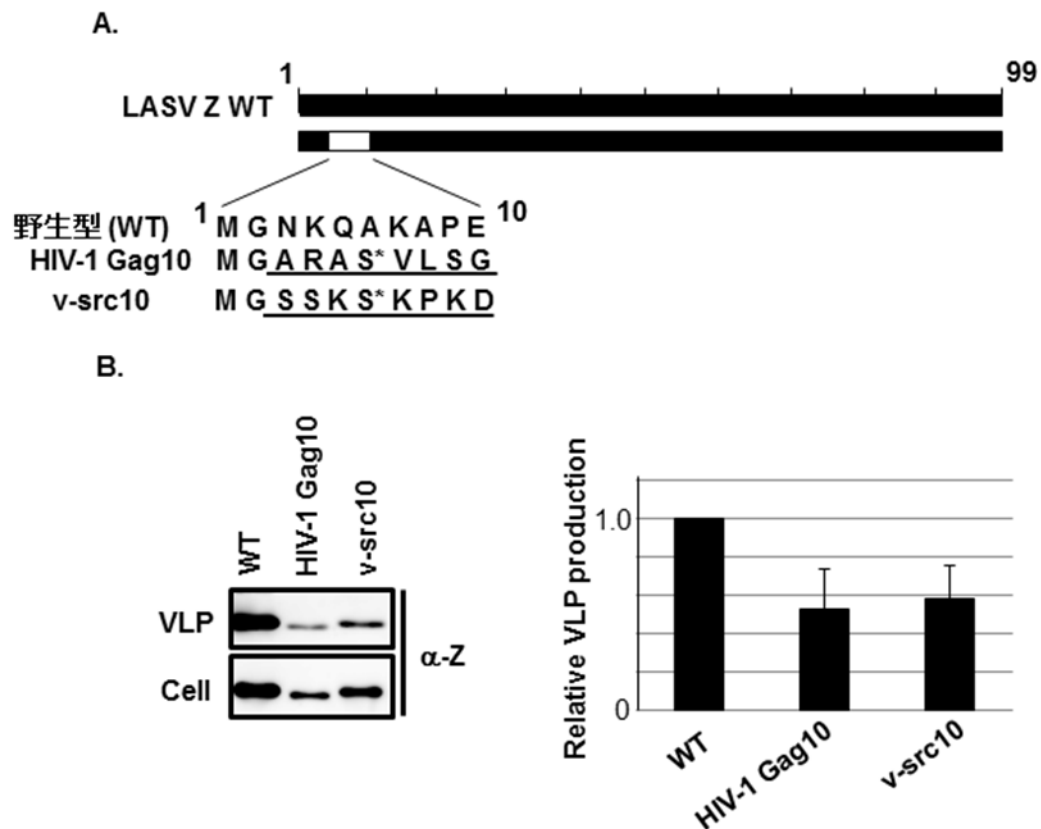 A.
1 99
LASV Z WT
1 10
野生型 (WT) M G N K Q A K A P E
HIV-1 Gag10 M G A R A S* V L S G
v-src10 M G S S K S* K P K D
B.
WT HIV-1 Gag10 v-src10
VLP
Cell
α-Z
Relative VLP production
1.0
0
WT HIV-1 Gag10 v-src10